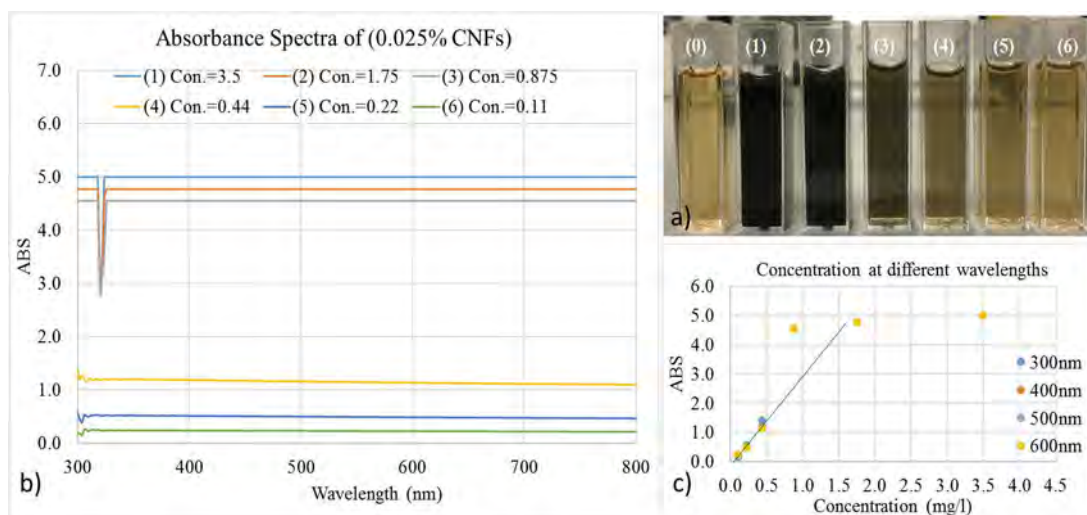 Absorbance Spectra of (0.025% CNFs)
7.0
(1) Con.=3.5 (2) Con.=1.75 (3) Con.=0.875
(4) Con.=0.44 (5) Con.=0.22 (6) Con.=0.11
6.0
5.0
4.0
3.0
2.0
1.0
0.0
ABS
300 400 500 600 700 800
Wavelength (nm)
b)
(0) (1) (2) (3) (4) (5) (6)
a)
Concentration at different wavelengths
6.0
5.0
4.0
3.0
2.0
1.0
0.0
ABS
300nm
400nm
500nm
600nm
0.0 0.5 1.0 1.5 2.0 2.5 3.0 3.5 4.0 4.5
Concentration (mg/l)
c)